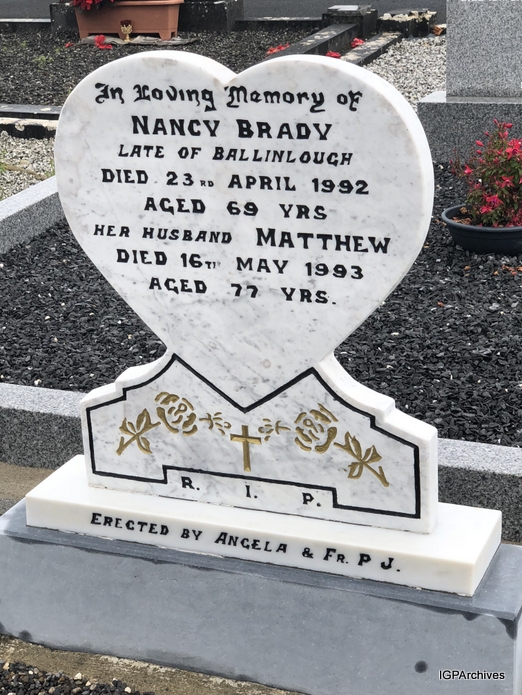 In Loving Memory of
NANCY BRADY
LATE OF BALLINLOUGH
DIED 23RD APRIL 1992
AGED 69 YRS
HER HUSBAND MATTHEW
DIED 16TH MAY 1993
AGED 77 YRS.
R. I. P.
ERECTED BY ANGELA & FR. P J.
IGPArchives